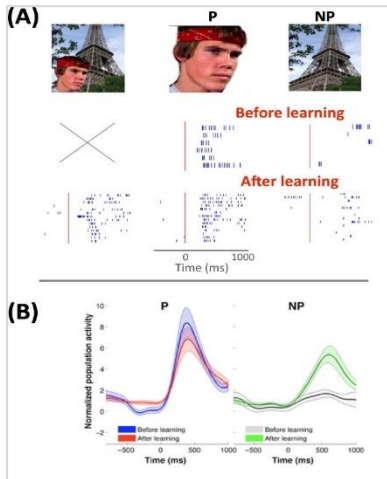 (A)
P NP
Before learning
After learning
0 1000
Time (ms)
(B)
P NP
Normalized population activity
10
8
6
4
2
0
-2
Before learning
After learning
Before learning
After learning
-500 0 500 1000 -500 0 500 1000
Time (ms) Time (ms)